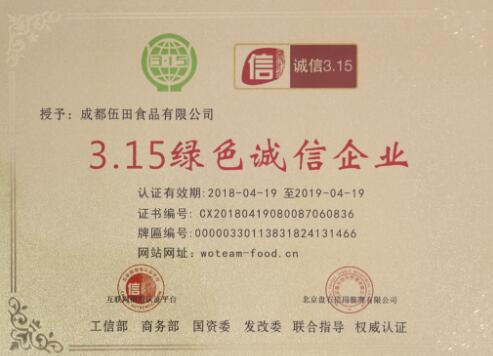 3.15
信 诚信3.15
授予：成都伍田食品有限公司
3.15绿色诚信企业
认证有效期：2018-04-19 至2019-04-19
证书编号：CX20180419080087060836
牌匾编号：00000330113831824131466
网站网址：woteam-food.cn
工信部 商务部 国资委 发改委 联合指导 权威认证